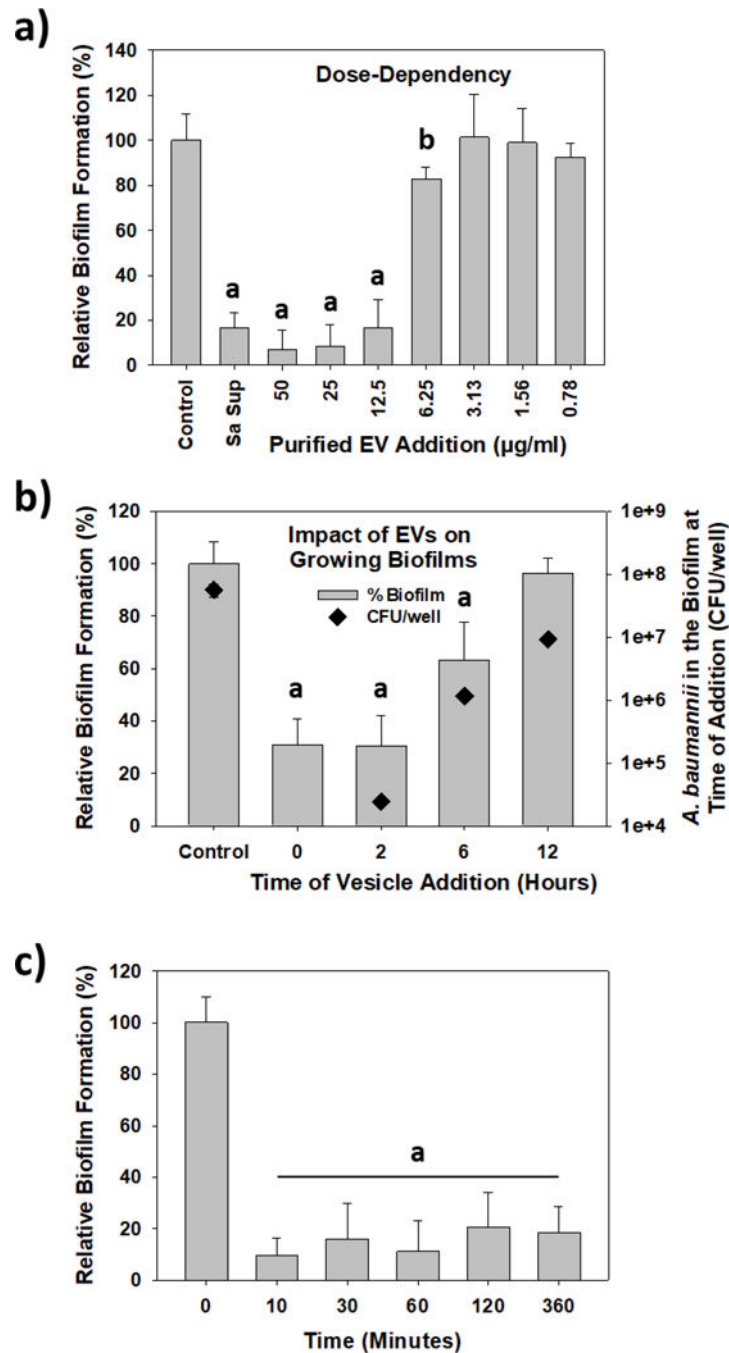 a)
Relative Biofilm Formation (%)
140
120
100
80
60
40
20
0
Dose-Dependency
a
a
a
a
b
Control
Sa Sup
50
25
12.5
6.25
3.13
1.56
0.78
Purified EV Addition (µg/ml)
b)
Relative Biofilm Formation (%)
120
100
80
60
40
20
0
Impact of EVs on
Growing Biofilms
% Biofilm
CFU/well
a
a
a
1e+9
1e+8
1e+7
1e+6
1e+5
1e+4
A. baumannii in the Biofilm at
Time of Addition (CFU/well)
Control
0
2
6
12
Time of Vesicle Addition (Hours)
c)
Relative Biofilm Formation (%)
120
100
80
60
40
20
0
a
0
10
30
60
120
360
Time (Minutes)